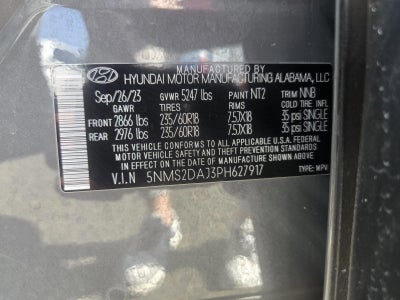 MANUFACTURED BY
HYUNDAI MOTOR MANUFACTURING ALABAMA, LLC
Sep/26/23 GVWR 5247 lbs PAINT NT2 TRIM NNB
GAWR TIRES RIMS COLD TIRE INFL
FRONT 2866 lbs 235/60R18 7.5JX18 35 psi SINGLE
REAR 2976 lbs 235/60R18 7.5JX18 35 psi SINGLE
THIS VEHICLE CONFORMS TO ALL APPLICABLE U.S.A. FEDERAL
MOTOR VEHICLE SAFETY AND THEFT PREVENTION STANDARDS
IN EFFECT ON THE DATE OF MANUFACTURE SHOWN ABOVE.
V.I.N 5NMS2DAJ3PH627917 TYPE: MPV